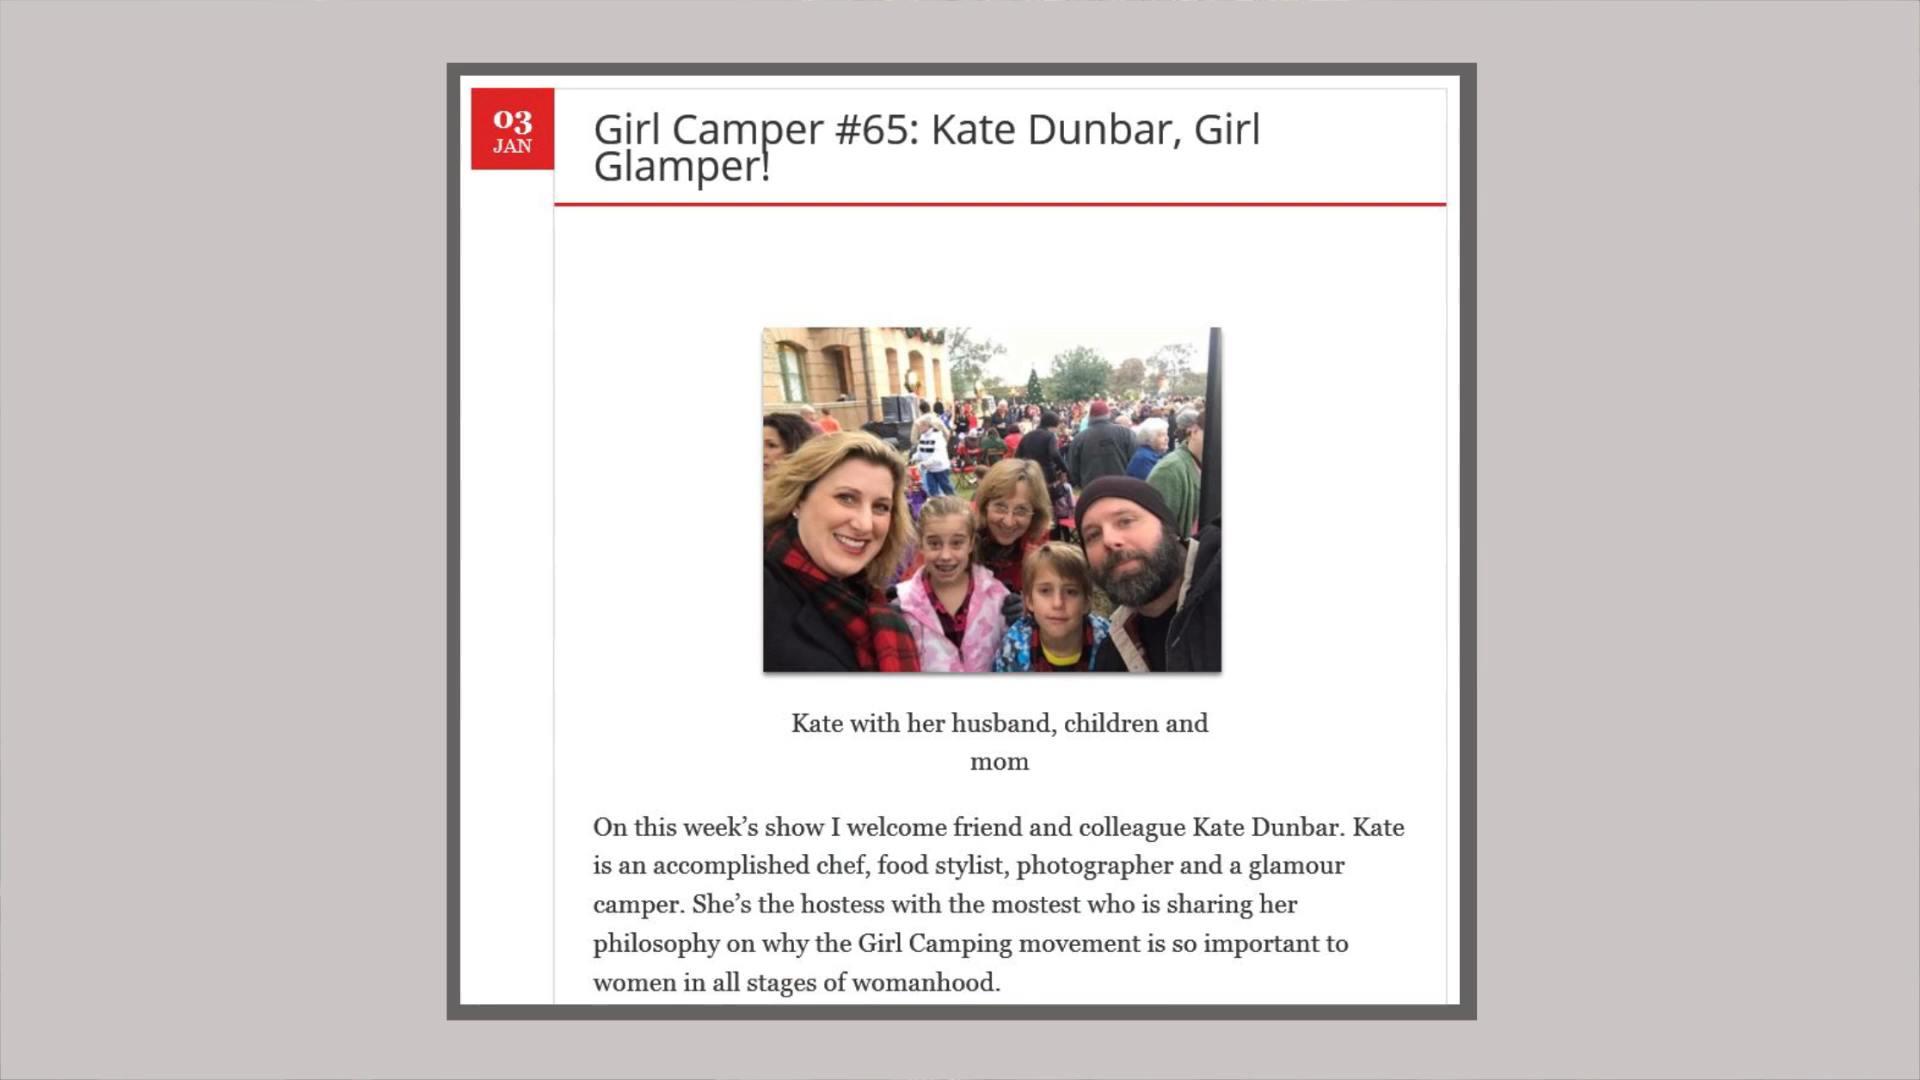 03
JAN
Girl Camper #65: Kate Dunbar, Girl
Glamper!
Kate with her husband, children and
mom
On this week’s show I welcome friend and colleague Kate Dunbar. Kate
is an accomplished chef, food stylist, photographer and a glamour
camper. She’s the hostess with the mostest who is sharing her
philosophy on why the Girl Camping movement is so important to
women in all stages of womanhood.